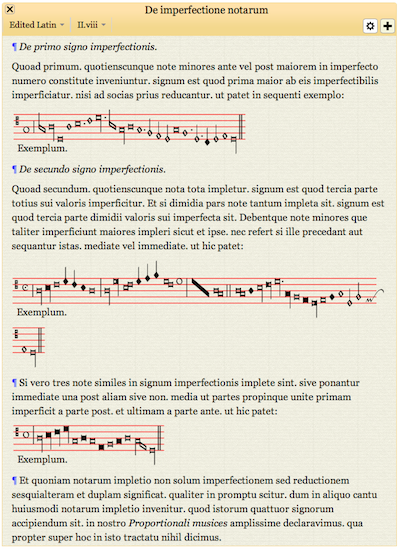 De imperfectione notarum
Edited Latin II.viii
¶ De primo signo imperfectionis.
Quoad primum. quotienscunque note minores ante vel post maiorem in imperfecto
numero constitute inveniuntur. signum est quod prima maior ab eis imperfectibilis
imperficiatur. nisi ad socias prius reducantur. ut patet in sequenti exemplo:
Exemplum.
¶ De secundo signo imperfectionis.
Quoad secundum. quotienscunque nota tota impletur. signum est quod tercia parte
totius sui valoris imperficitur. Et si dimidia pars note tantum impleta sit. signum est
quod tercia parte dimidii valoris sui imperfecta sit. Debentque note minores que
taliter imperficiunt maiores impleri sicut et ipse. nec refert si ille precedant aut
sequantur istas. mediate vel immediate. ut hic patet:
Exemplum.
¶ Si vero tres note similes in signum imperfectionis implete sint. sive ponantur
immediate una post aliam sive non. media ut partes propinque unite primam
imperficit a parte post. et ultimam a parte ante. ut hic patet:
Exemplum.
¶ Et quoniam notarum impletio non solum imperfectionem sed reductionem
sesquialteram et duplam significat. qualiter in promptu scitur. dum in aliquo cantu
huiusmodi notarum impletio invenitur. quod istorum quattuor signorum
accipiendum sit. in nostro Proportionali musices amplissime declaravimus. qua
propter super hoc in isto tractatu nihil dicimus.